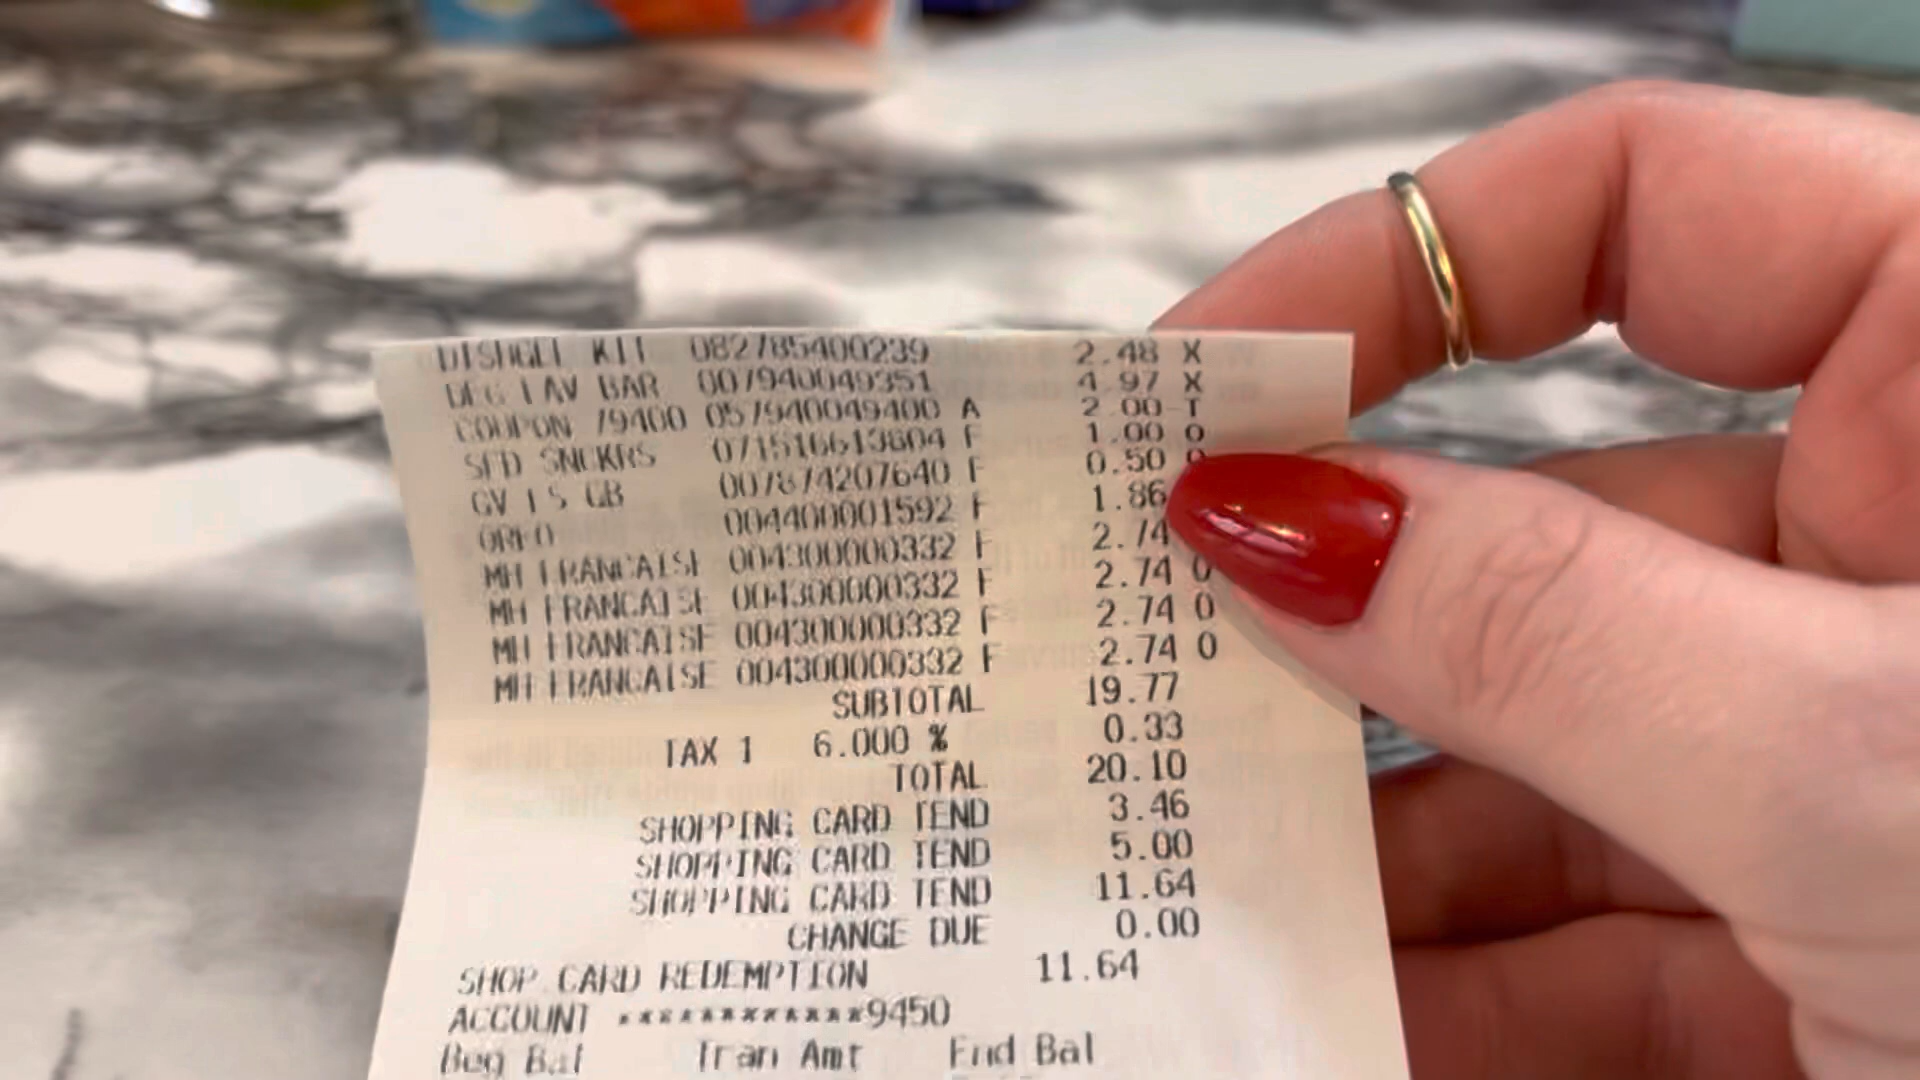 DISHGEL KIT 082785400239 2.48 X
DEG LAV BAR 007940049351 4.97 X
COUPON 79400 057940049400 A 2.00-T
SFD SNCKRS 071516613804 F 1.00 O
GV LS GB 007874207640 F 0.50 O
OREO 004400001592 F 1.86
MH FRANCAISE 004300000332 F 2.74
MH FRANCAISE 004300000332 F 2.74 O
MH FRANCAISE 004300000332 F 2.74 O
MH FRANCAISE 004300000332 F 2.74 O
SUBTOTAL 19.77
TAX 1 6.000 % 0.33
TOTAL 20.10
SHOPPING CARD TEND 3.46
SHOPPING CARD TEND 5.00
SHOPPING CARD TEND 11.64
CHANGE DUE 0.00
SHOP CARD REDEMPTION 11.64
ACCOUNT *************9450
Beg Bal Tran Amt End Bal